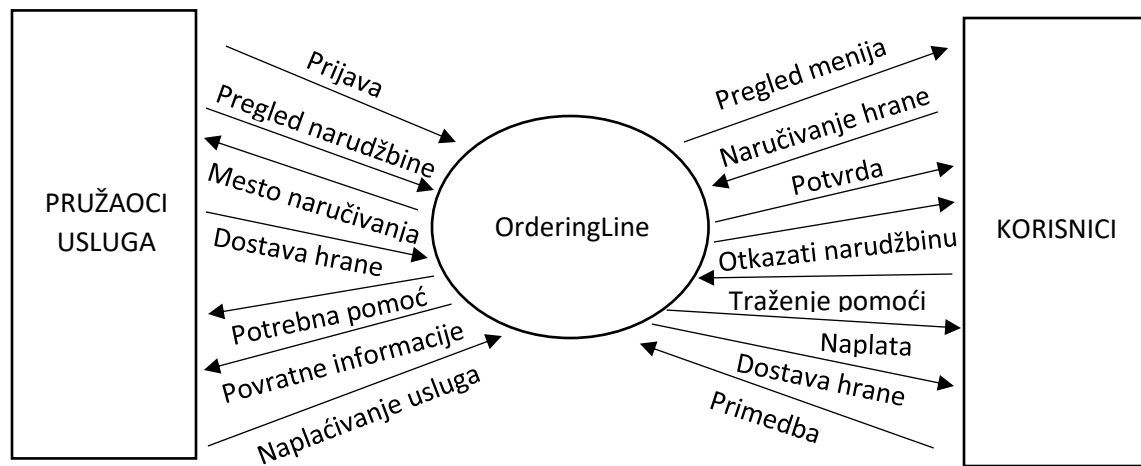 PRUŽAOCI
USLUGA
Prijava
Pregled narudžbine
Mesto naručivanja
Dostava hrane
Potrebna pomoć
Povratne informacije
Naplaćivanje usluga
OrderingLine
Pregled menija
Naručivanje hrane
Potvrda
Otkazati narudžbinu
Traženje pomoći
Naplata
Dostava hrane
Primedba
KORISNICI